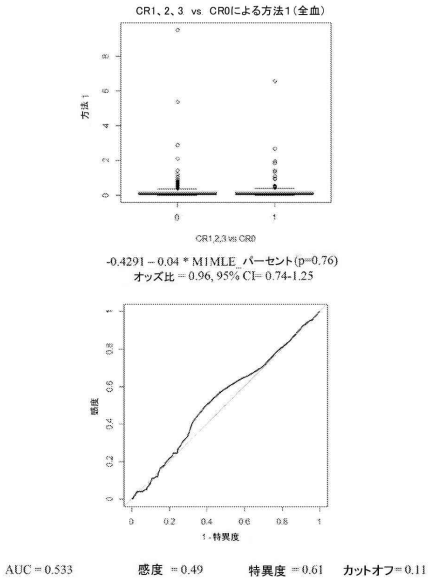 CR1、2、3 vs CR0による方法1(全血)
方法 1
8
6
4
2
0
0 1
CR1,2,3 vs CR0
-0.4291 – 0.04 * M1MLE_パーセント(p=0.76)
オッズ比 = 0.96, 95% CI= 0.74-1.25
感度
1
0.8
0.6
0.4
0.2
0
0 0.2 0.4 0.6 0.8 1
1 - 特異度
AUC = 0.533 感度 = 0.49 特異度 = 0.61 カットオフ = 0.11